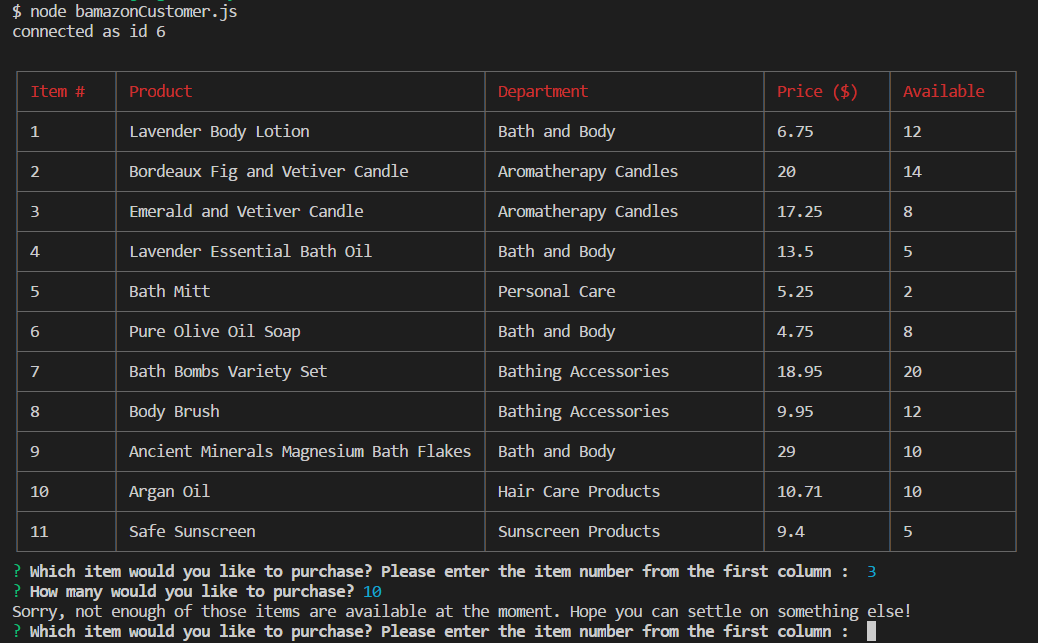 $ node bamazonCustomer.js
connected as id 6
Item # Product Department Price ($) Available
1 Lavender Body Lotion Bath and Body 6.75 12
2 Bordeaux Fig and Vetiver Candle Aromatherapy Candles 20 14
3 Emerald and Vetiver Candle Aromatherapy Candles 17.25 8
4 Lavender Essential Bath Oil Bath and Body 13.5 5
5 Bath Mitt Personal Care 5.25 2
6 Pure Olive Oil Soap Bath and Body 4.75 8
7 Bath Bombs Variety Set Bathing Accessories 18.95 20
8 Body Brush Bathing Accessories 9.95 12
9 Ancient Minerals Magnesium Bath Flakes Bath and Body 29 10
10 Argan Oil Hair Care Products 10.71 10
11 Safe Sunscreen Sunscreen Products 9.4 5
? Which item would you like to purchase? Please enter the item number from the first column :  3
? How many would you like to purchase? 10
Sorry, not enough of those items are available at the moment. Hope you can settle on something else!
? Which item would you like to purchase? Please enter the item number from the first column :